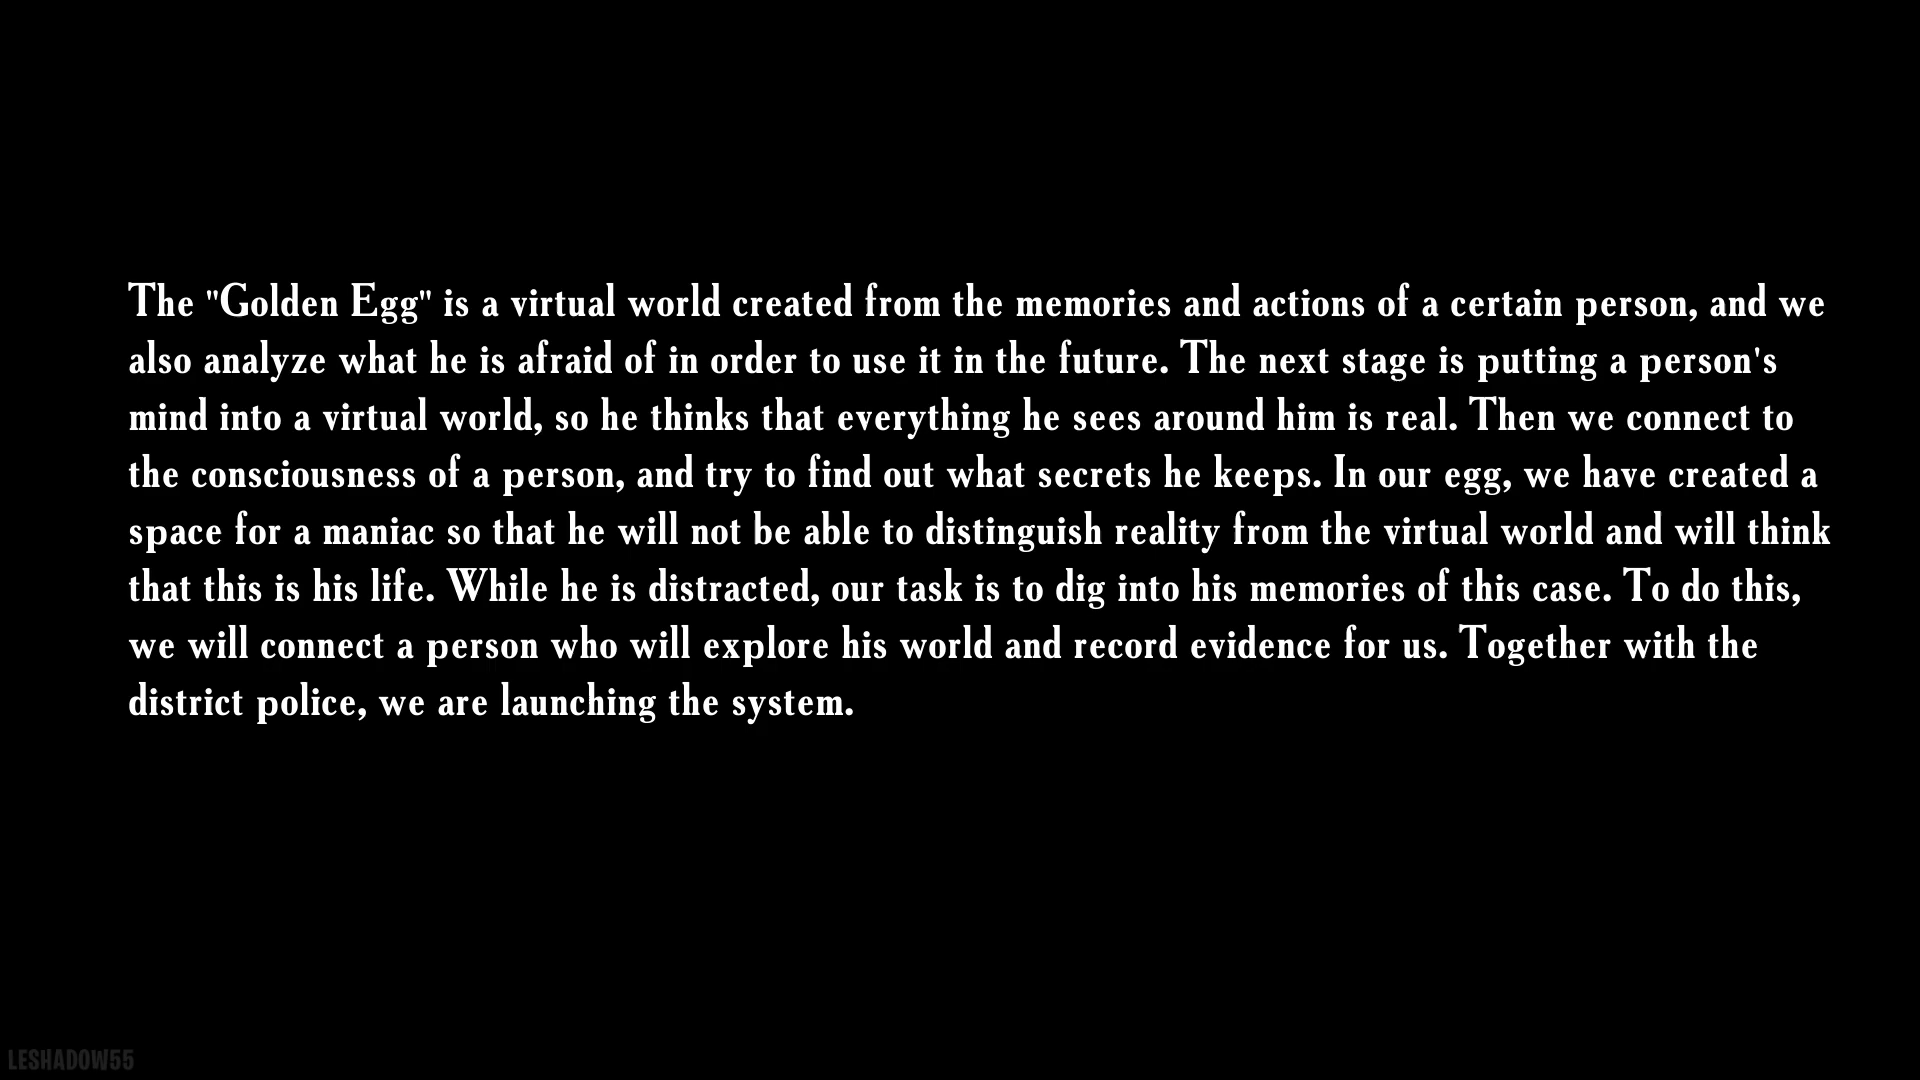 The "Golden Egg" is a virtual world created from the memories and actions of a certain person, and we
also analyze what he is afraid of in order to use it in the future. The next stage is putting a person's
mind into a virtual world, so he thinks that everything he sees around him is real. Then we connect to
the consciousness of a person, and try to find out what secrets he keeps. In our egg, we have created a
space for a maniac so that he will not be able to distinguish reality from the virtual world and will think
that this is his life. While he is distracted, our task is to dig into his memories of this case. To do this,
we will connect a person who will explore his world and record evidence for us. Together with the
district police, we are launching the system.
LESHADOW55